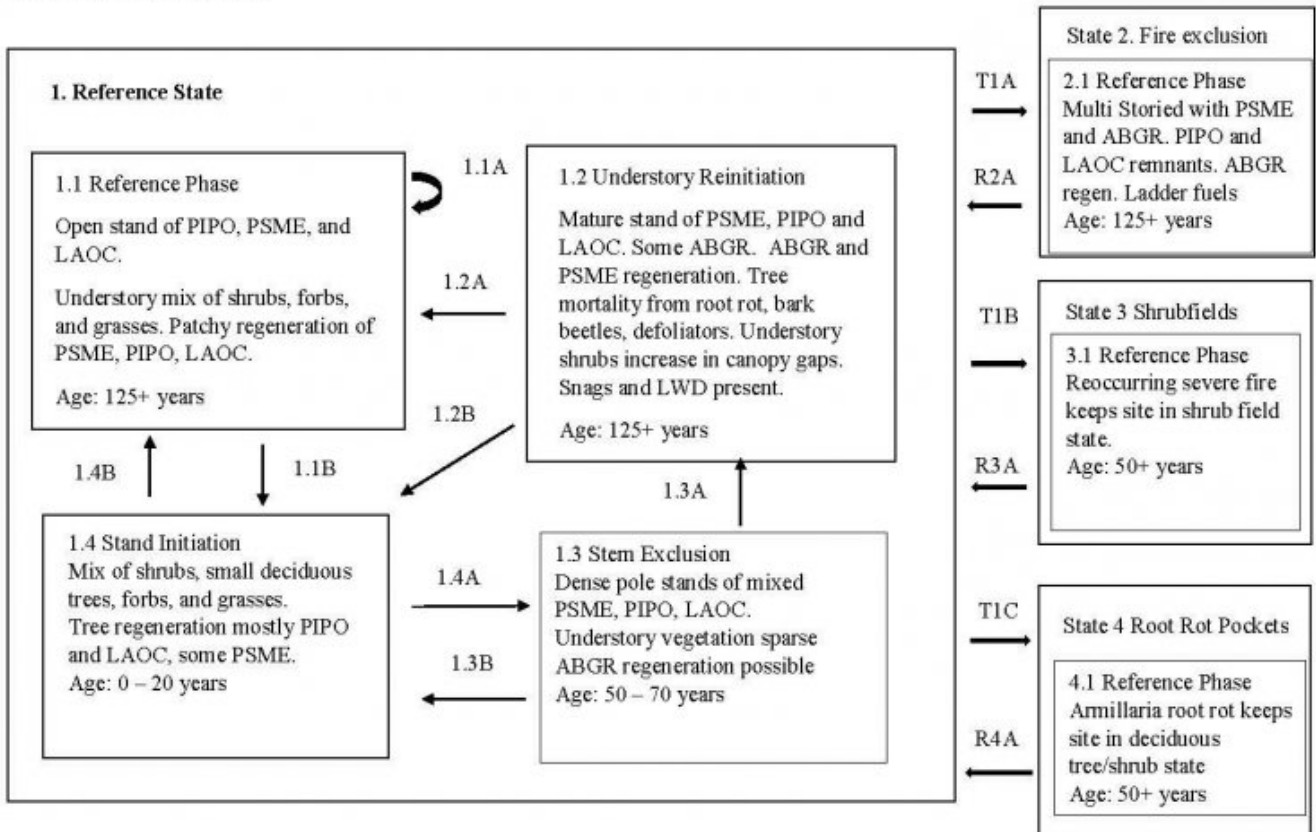 1. Reference State
1.1 Reference Phase
Open stand of PIPO, PSME, and
LAOC.
Understory mix of shrubs, forbs,
and grasses. Patchy regeneration of
PSME, PIPO, LAOC.
Age: 125+ years
1.1A
1.2 Understory Reinitiation
Mature stand of PSME, PIPO and
LAOC. Some ABGR. ABGR and
PSME regeneration. Tree
mortality from root rot, bark
beetles, defoliators. Understory
shrubs increase in canopy gaps.
Snags and LWD present.
Age: 125+ years
1.2A
1.2B
1.4B
1.1B
1.3A
1.4 Stand Initiation
Mix of shrubs, small deciduous
trees, forbs, and grasses.
Tree regeneration mostly PIPO
and LAOC, some PSME.
Age: 0 – 20 years
1.4A
1.3B
1.3 Stem Exclusion
Dense pole stands of mixed
PSME, PIPO, LAOC.
Understory vegetation sparse
ABGR regeneration possible
Age: 50 – 70 years
T1A
R2A
State 2. Fire exclusion
2.1 Reference Phase
Multi Storied with PSME
and ABGR. PIPO and
LAOC remnants. ABGR
regen. Ladder fuels
Age: 125+ years
T1B
R3A
State 3 Shrubfields
3.1 Reference Phase
Reoccurring severe fire
keeps site in shrub field
state.
Age: 50+ years
T1C
R4A
State 4 Root Rot Pockets
4.1 Reference Phase
Armillaria root rot keeps
site in deciduous
tree/shrub state
Age: 50+ years